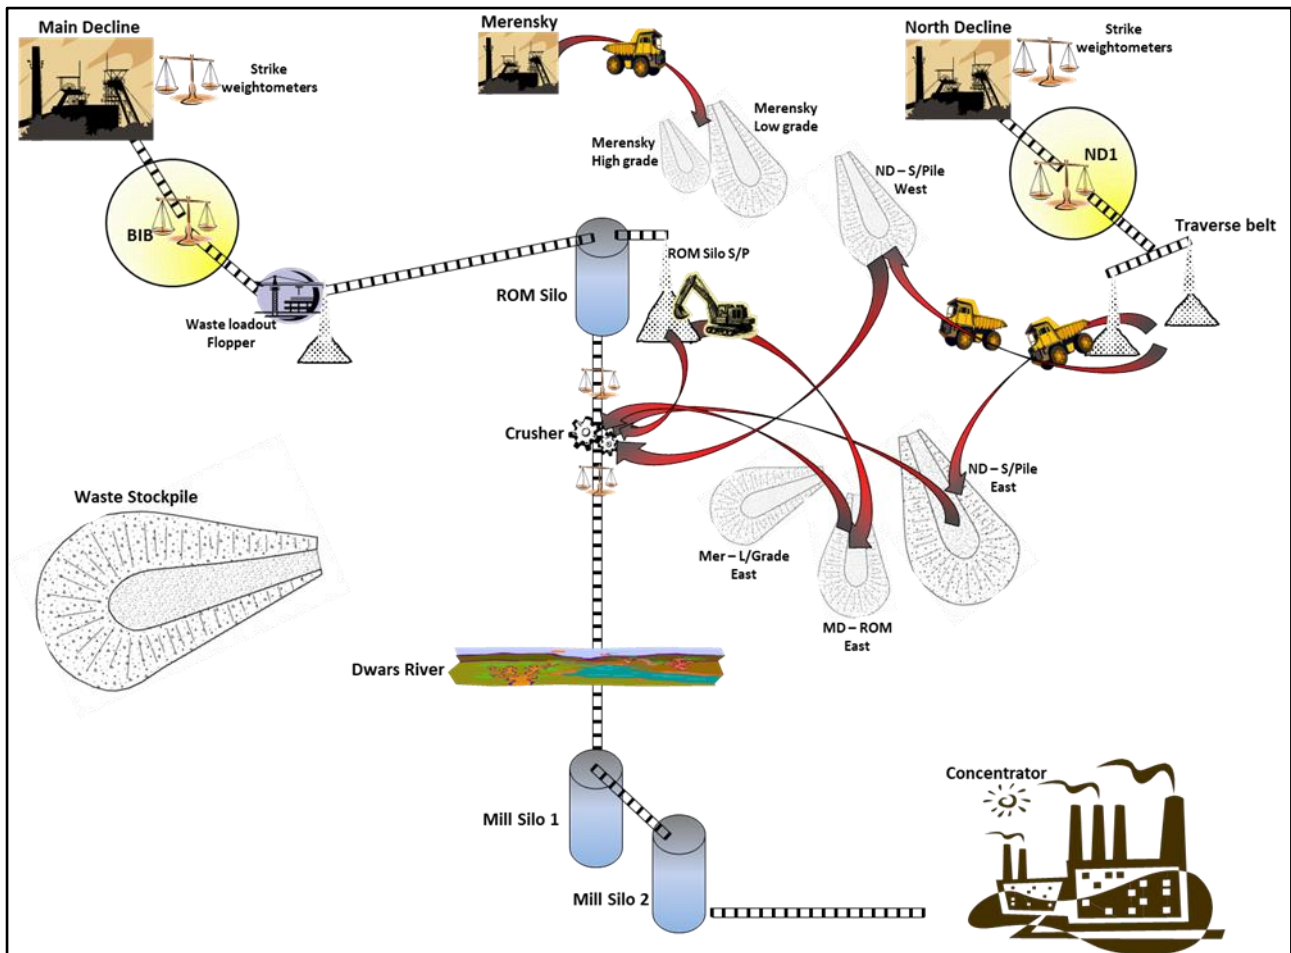 Main Decline
Strike
weightometers
Merensky
North Decline
Strike
weightometers
Merensky
Low grade
Merensky
High grade
ND – S/Pile
West
ND1
BIB
Traverse belt
ROM Silo S/P
ROM Silo
Waste loadout
Flopper
Crusher
ND – S/Pile
East
Waste Stockpile
Mer – L/Grade
East
MD – ROM
East
Dwars River
Concentrator
Mill Silo 1
Mill Silo 2